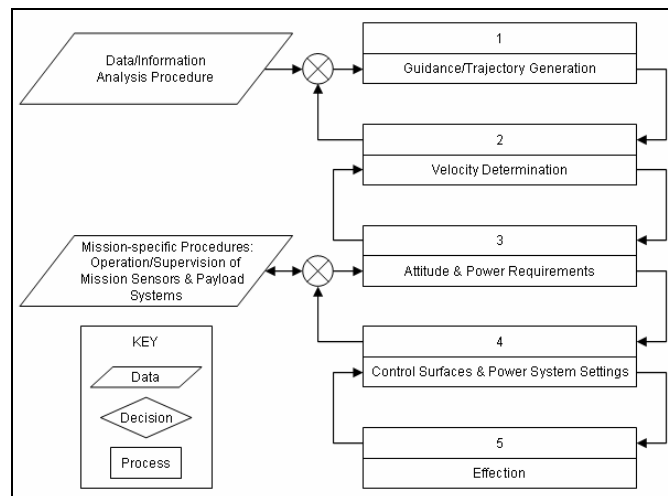 Data/Information
Analysis Procedure
1
Guidance/Trajectory Generation
2
Velocity Determination
3
Attitude & Power Requirements
Mission-specific Procedures:
Operation/Supervision of
Mission Sensors & Payload
Systems
4
Control Surfaces & Power System Settings
5
Effection
KEY
Data
Decision
Process